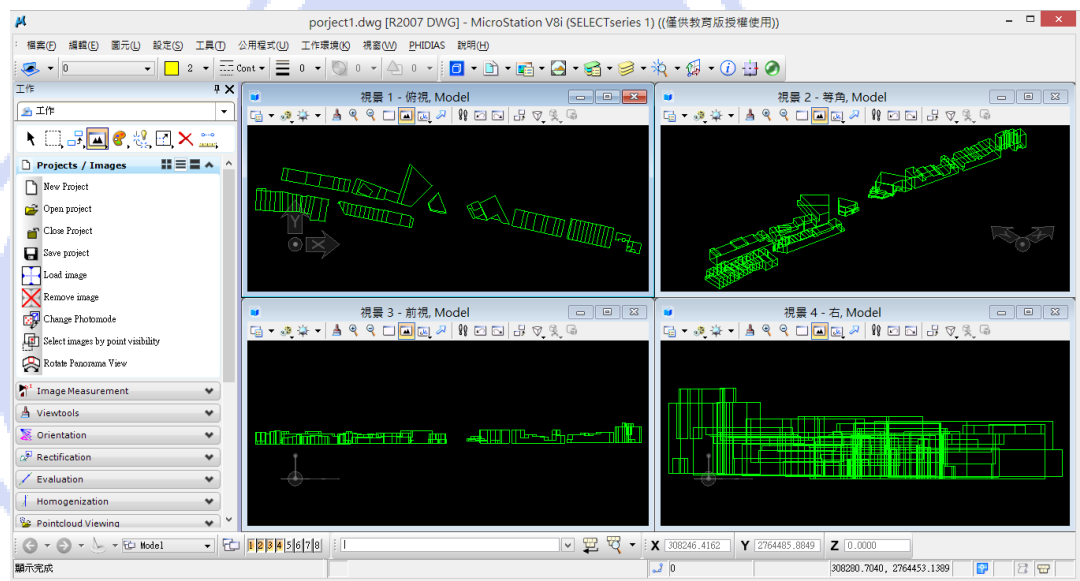 porject1.dwg [R2007 DWG] - MicroStation V8i (SELECTseries 1) ((僅供教育版授權使用))
檔案(F) 編輯(E) 圖元(L) 設定(S) 工具(T) 公用程式(U) 工作環境(K) 視窗(W) PHIDIAS 說明(H)
0 2 Cont 0 0 0
工作
工作
Projects / Images
New Project
Open project
Close Project
Save project
Load image
Remove image
Change Photomode
Select images by point visibility
Rotate Panorama View
Image Measurement
Viewtools
Orientation
Rectification
Evaluation
Homogenization
Pointcloud Viewing
視景 1 - 俯視, Model
Y
X
視景 2 - 等角, Model
視景 3 - 前視, Model
視景 4 - 右, Model
Model 1 2 3 4 5 6 7 8 X 308246.4162 Y 2764485.8849 Z 0.0000
顯示完成 0 308280.7040, 2764453.1389